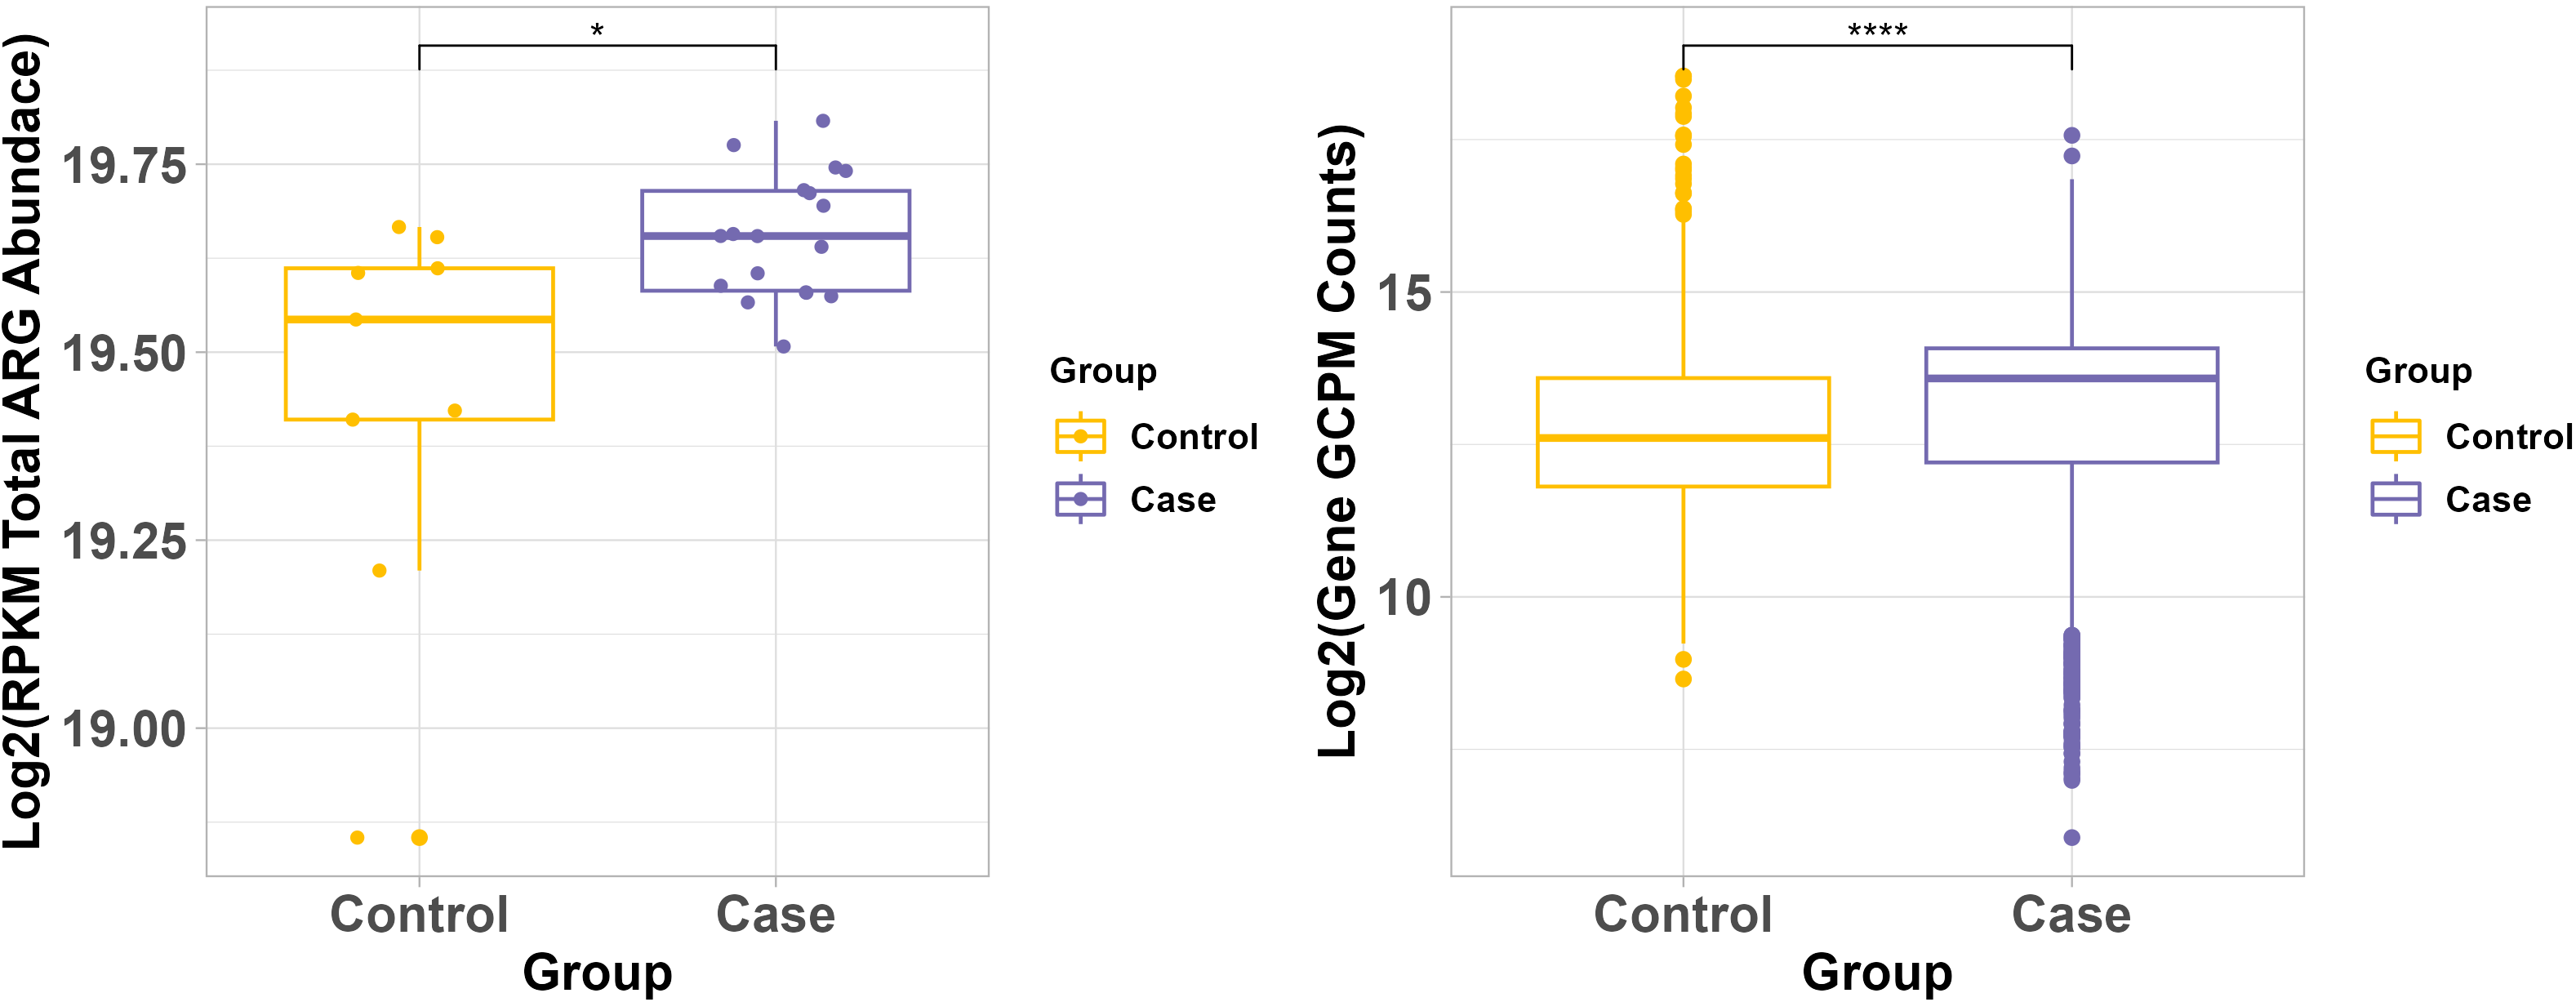 Log2(RPKM Total ARG Abundace)
*
19.75
19.50
19.25
19.00
Control
Case
Group
Group
Control
Case
Log2(Gene GCPM Counts)
****
15
10
Control
Case
Group
Group
Control
Case